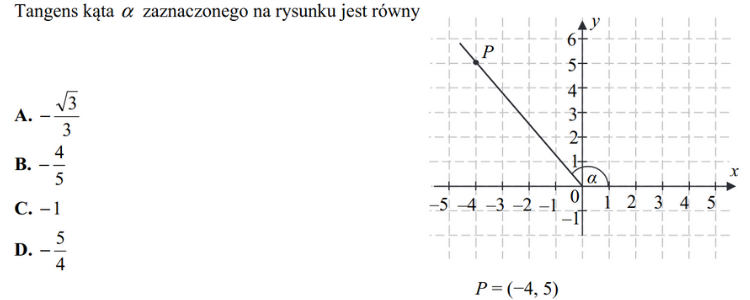 Tangens kąta α zaznaczonego na rysunku jest równy
A. −√3/3
B. −4/5
C. −1
D. −5/4
y
6
P
5
4
3
2
1
α
x
−5 −4 −3 −2 −1 0 1 2 3 4 5
−1
P = (−4, 5)